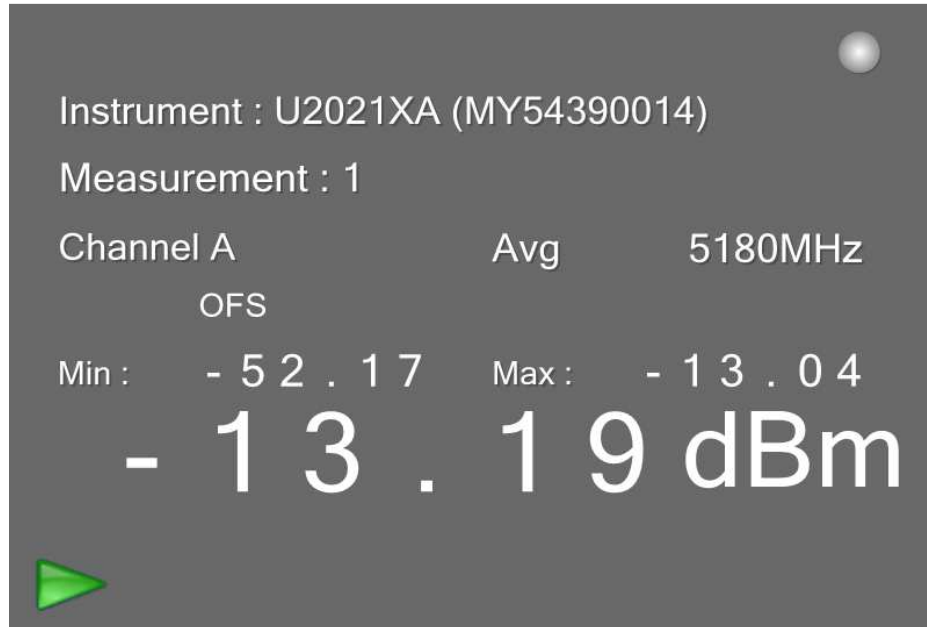 Instrument : U2021XA (MY54390014)
Measurement : 1
Channel A Avg 5180MHz
OFS
Min : -52.17 Max : -13.04
-13.19 dBm